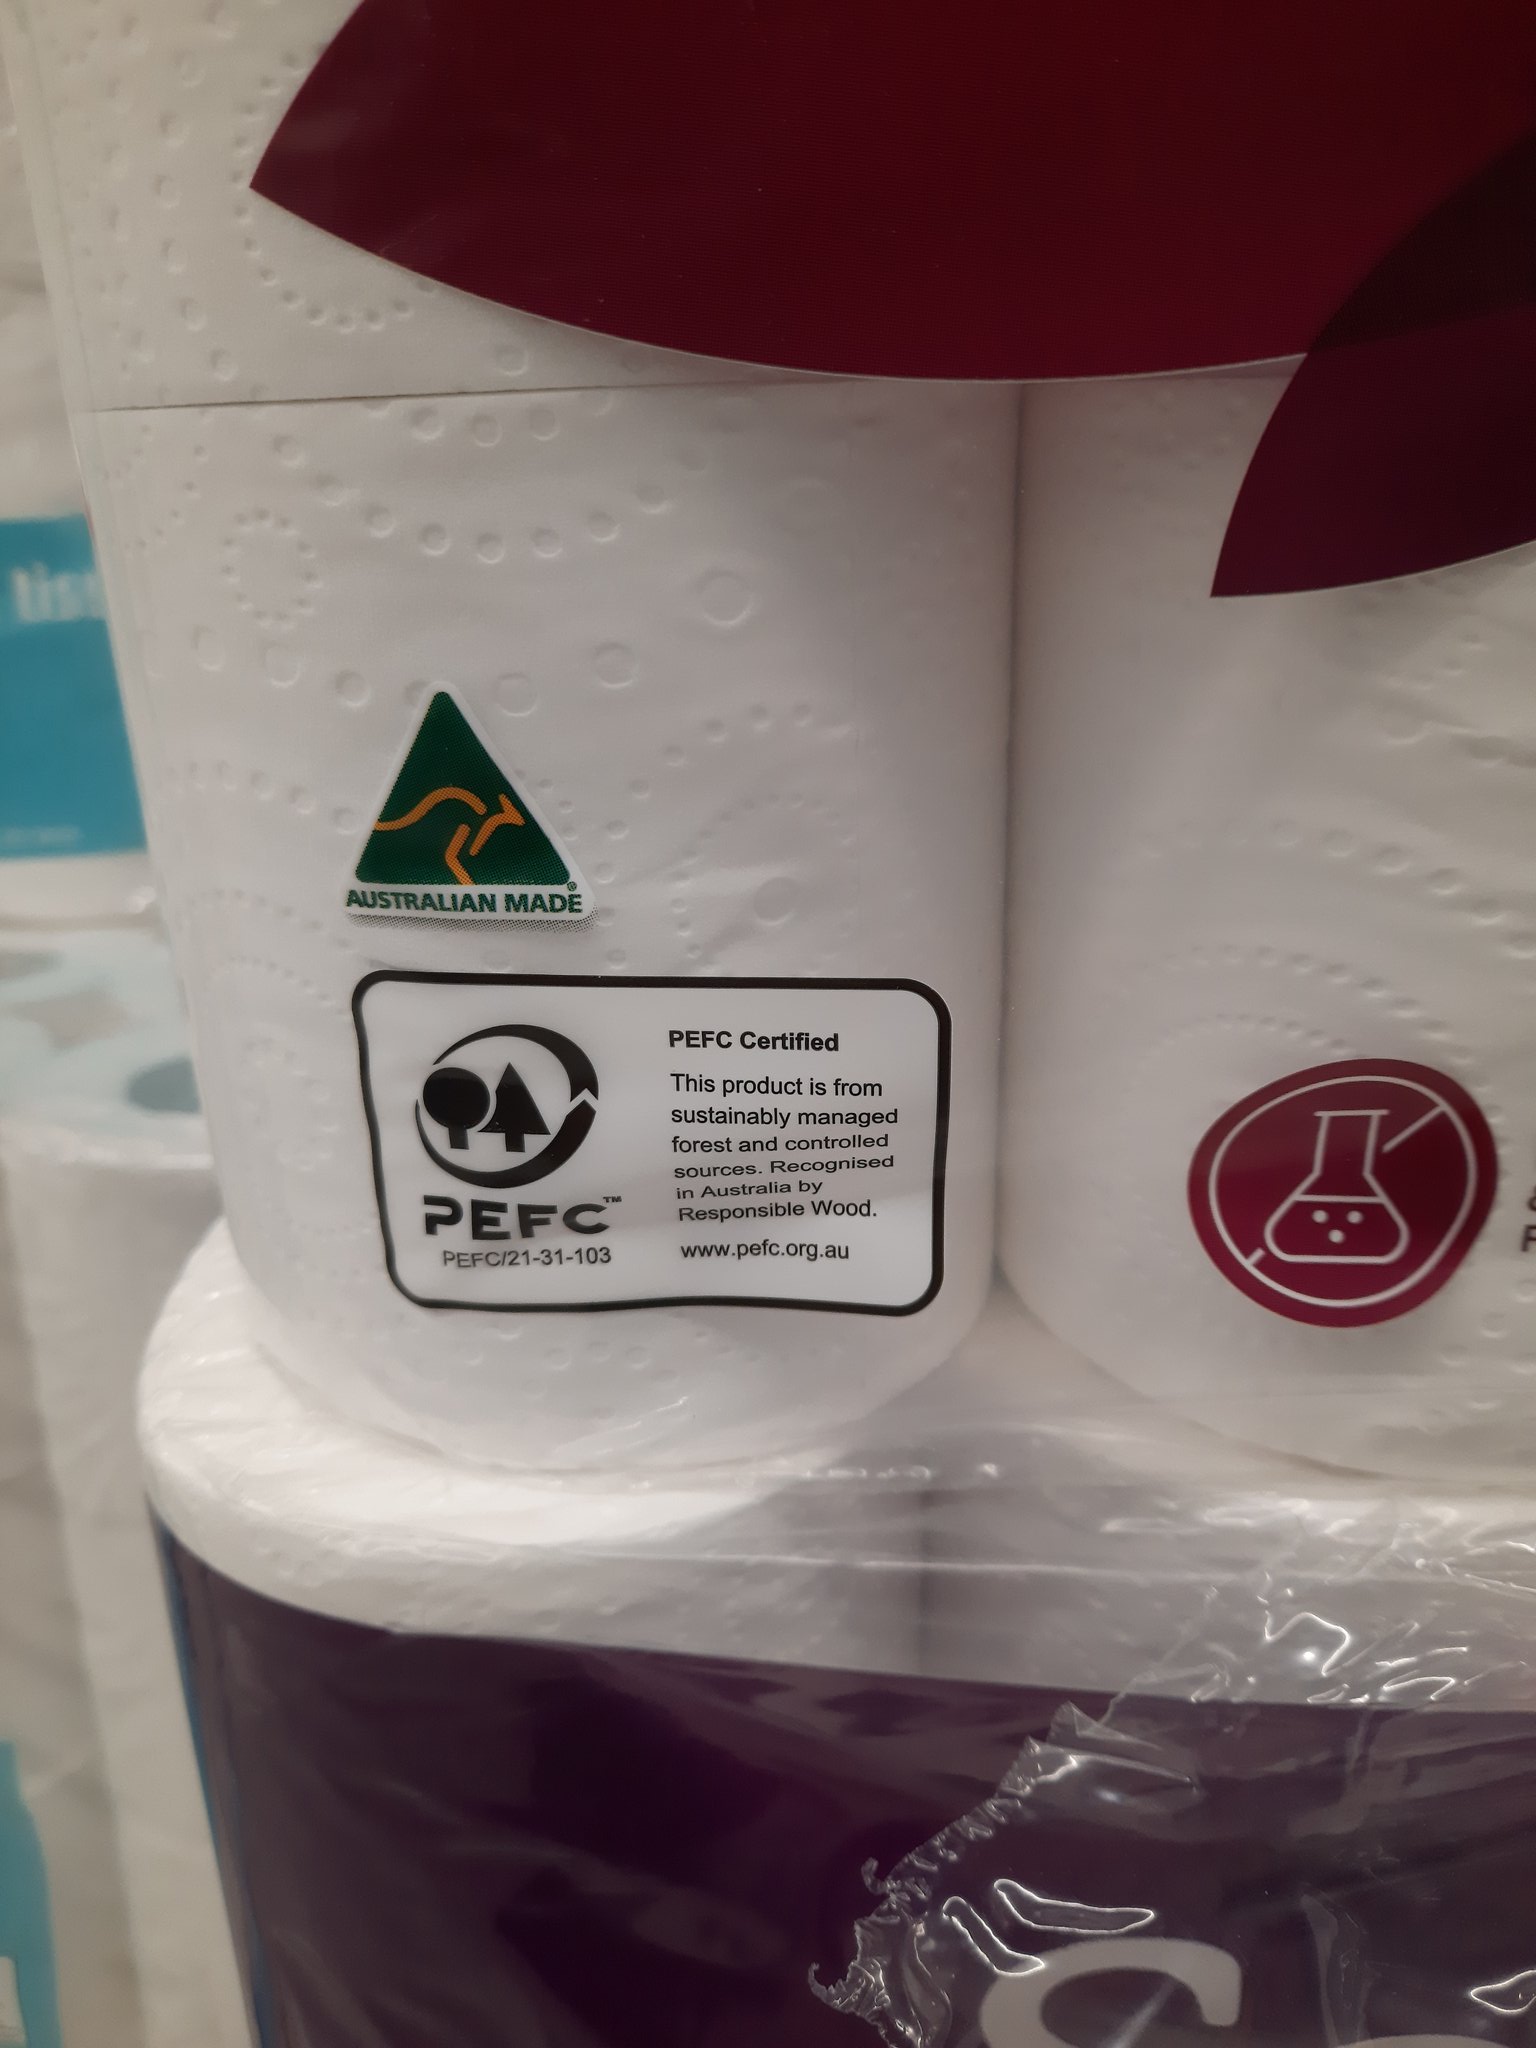 AUSTRALIAN MADE
®
PEFC Certified
This product is from
sustainably managed
forest and controlled
sources. Recognised
in Australia by
Responsible Wood.
www.pefc.org.au
PEFC™
PEFC/21-31-103